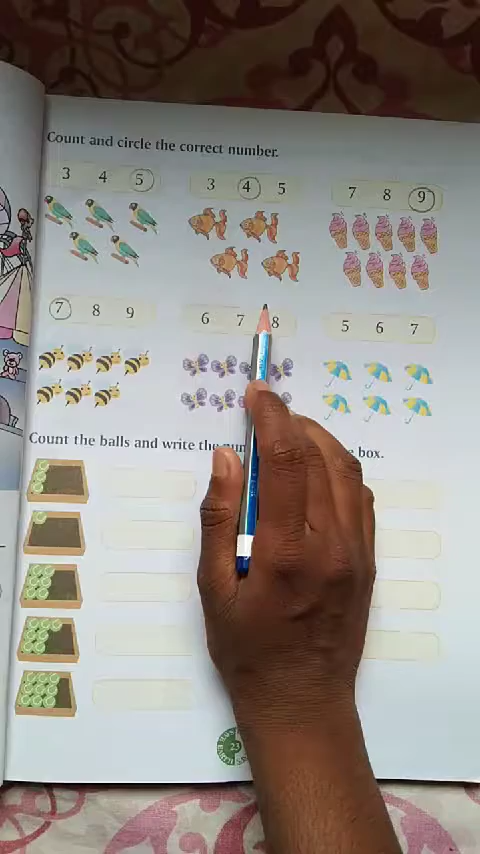 Count and circle the correct number.
3 4 5 3 4 5 7 8 9
7 8 9 6 7 8 5 6 7
Count the balls and write the box.
23